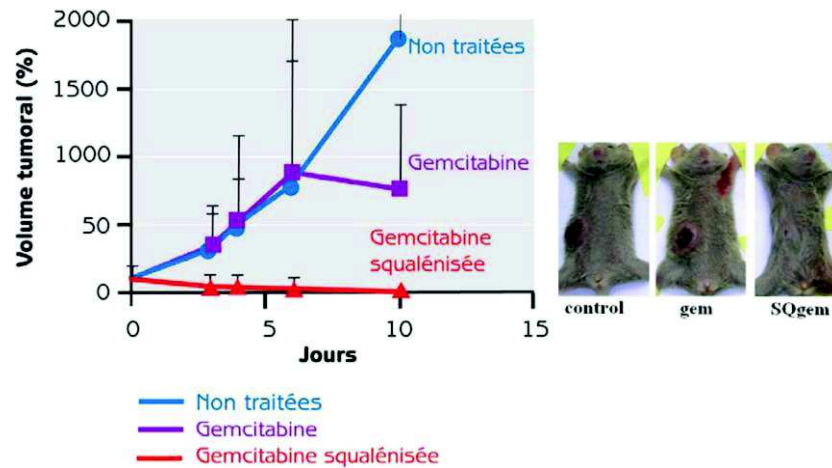 Volume tumoral (%)
2000
1500
1000
50
0
0
5
10
15
Jours
Non traitées
Gemcitabine
Gemcitabine
squalénisée
control
gem
SQgem
Non traitées
Gemcitabine
Gemcitabine squalénisée